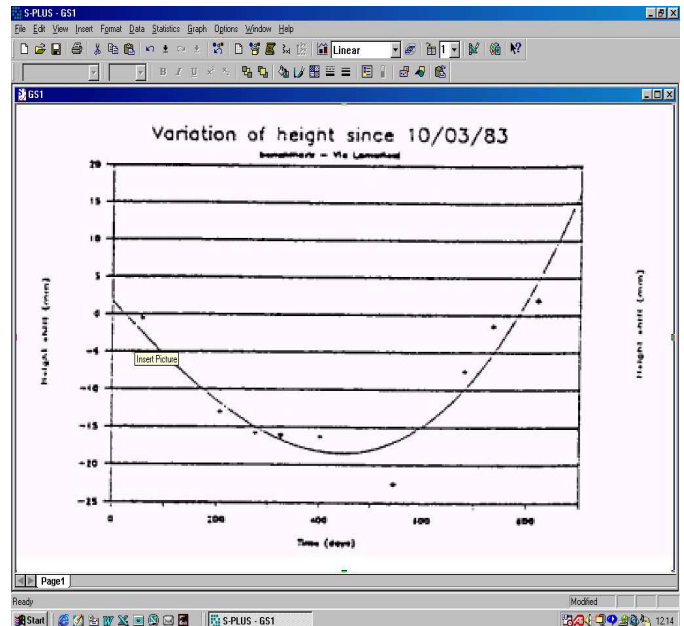 S-PLUS - GS1
File Edit View Insert Format Data Statistics Graph Options Window Help
Linear
1
B I U
GS1
Variation of height since 10/03/83
20
15
10
5
0
-5
-10
-15
-20
-25
Height shift (mm)
Height shift (mm)
Insert Picture
0 200 400 600 800
Time (days)
Page1
Ready
Modified
Start
S-PLUS - GS1
12.14